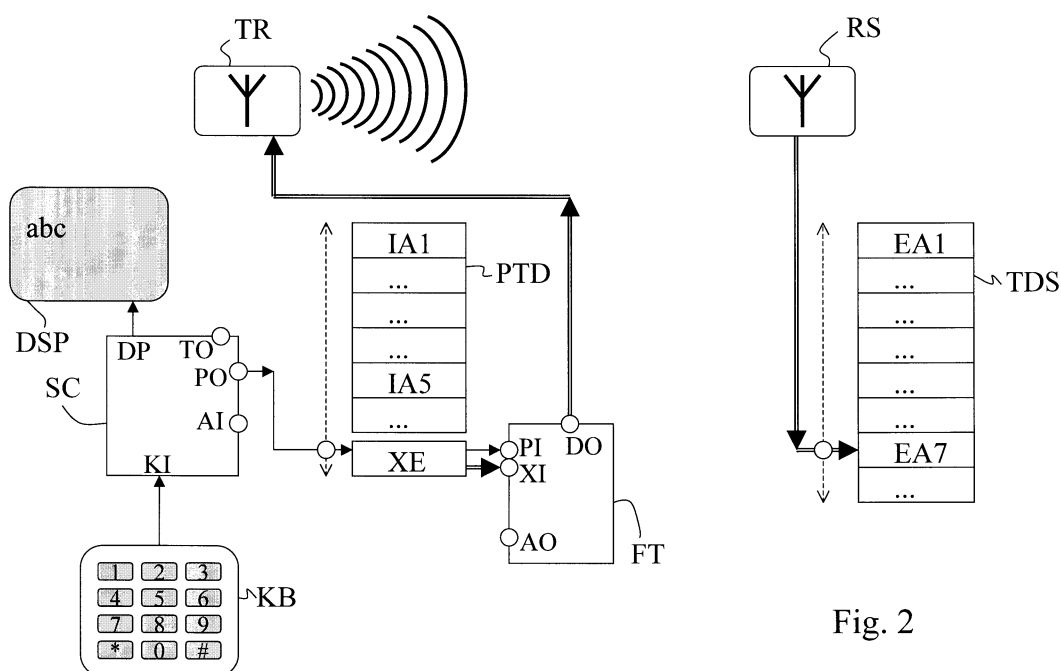 TR
RS
abc
IA1
...
...
...
IA5
...
PTD
EA1
...
...
...
...
...
EA7
...
TDS
DSP
DP
TO
PO
SC
AI
KI
XE
PI
XI
DO
AO
FT
1 2 3
4 5 6
7 8 9
* 0 #
KB
Fig. 2